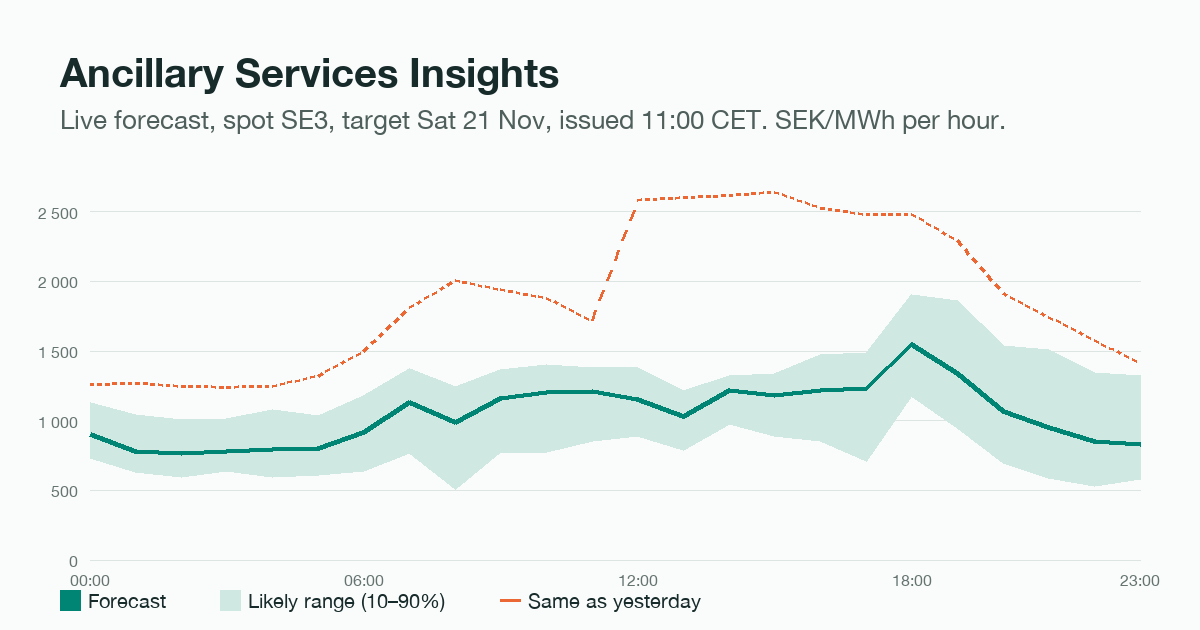 Ancillary Services Insights
Live forecast, spot SE3, target Sat 21 Nov, issued 11:00 CET. SEK/MWh per hour.
2 500
2 000
1 500
1 000
500
0
00:00 06:00 12:00 18:00 23:00
Forecast Likely range (10–90%) Same as yesterday